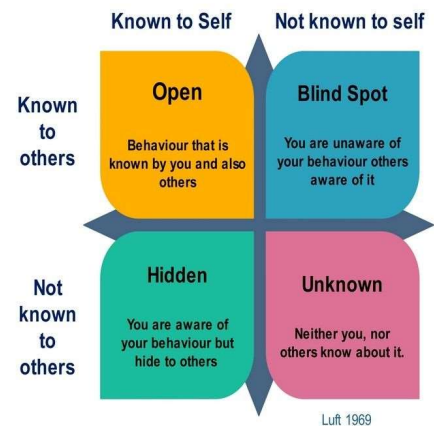 Known to Self
Not known to self
Known
to
others
Open
Behaviour that is
known by you and also
others
Blind Spot
You are unaware of
your behaviour others
aware of it
Not
known
to
others
Hidden
You are aware of
your behaviour but
hide to others
Unknown
Neither you, nor
others know about it.
Luft 1969